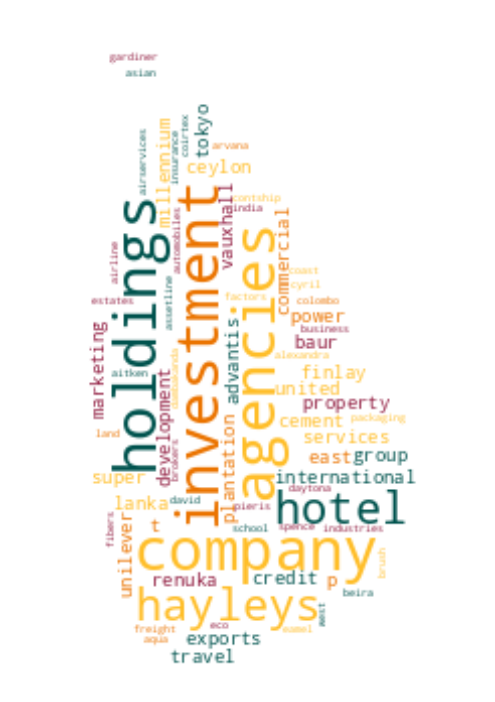 gardiner
asian
tokyo
coirtex
millennium
insurance
airservices
arvana
ceylon
vauxhall
contship
india
holdings
investment
agencies
automobiles
commercial
airline
coast
cyril
estates
assetline
factors
colombo
power
business
marketing
advantis
baur
alexandra
dambakanda
aitken
development
finlay
united
property
plantation
cement
packaging
land
brokers
services
east
group
super
international
daytona
lanka
david
pieris
hotel
fibers
unilever
t
school
spence
industries
company
brush
renuka
credit
p
beira
hayleys
west
freight
eco
eamel
aqua
exports
travel